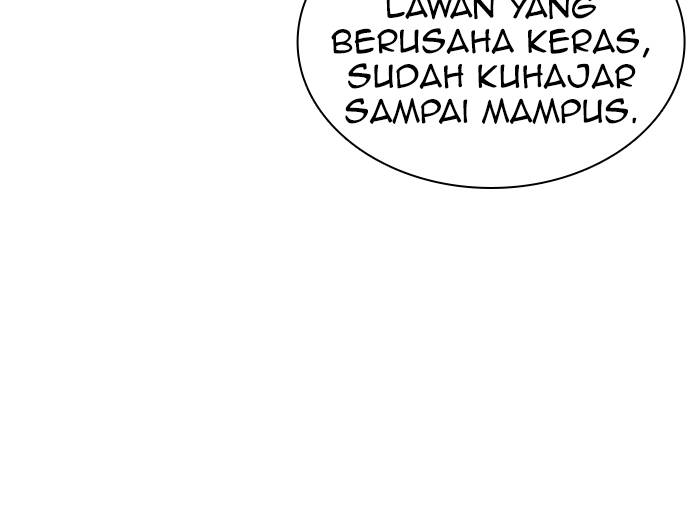 LAWAN YANG
BERUSAHA KERAS,
SUDAH KUHAJAR
SAMPAI MAMPUS.